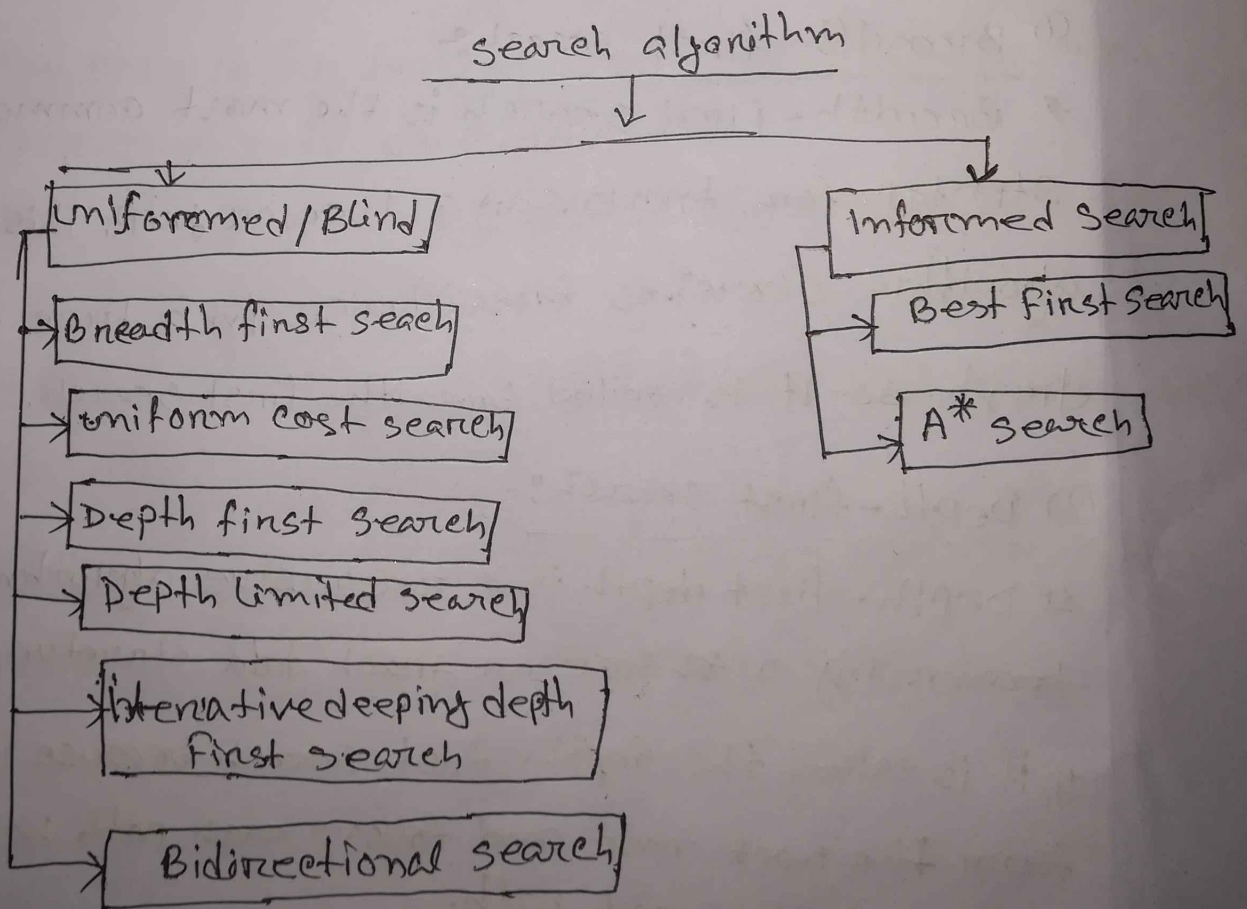 search algorithm
uniforemed/Blind
Breadth first seach
uniform cost search
Depth first search
Depth limited search
iterative deeping depth
first search
Bidirectional search
Informed search
Best first search
A* search